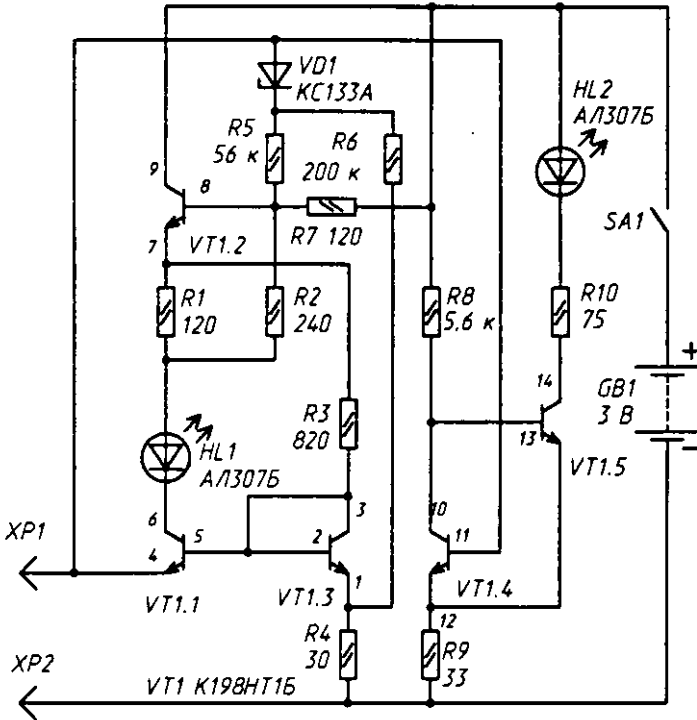 VD1
КС133А
HL2
АЛ307Б
R5
56 к
R6
200 к
9
8
R7 120
SA1
7
VT1.2
R1
120
R2
240
R8
5.6 к
R10
75
14
GB1
3 В
+
−
R3
820
HL1
АЛ307Б
13
VT1.5
6
5
3
10
2
11
XP1
4
1
VT1.1
VT1.3
VT1.4
12
R4
30
R9
33
XP2
VT1 К198НТ1Б